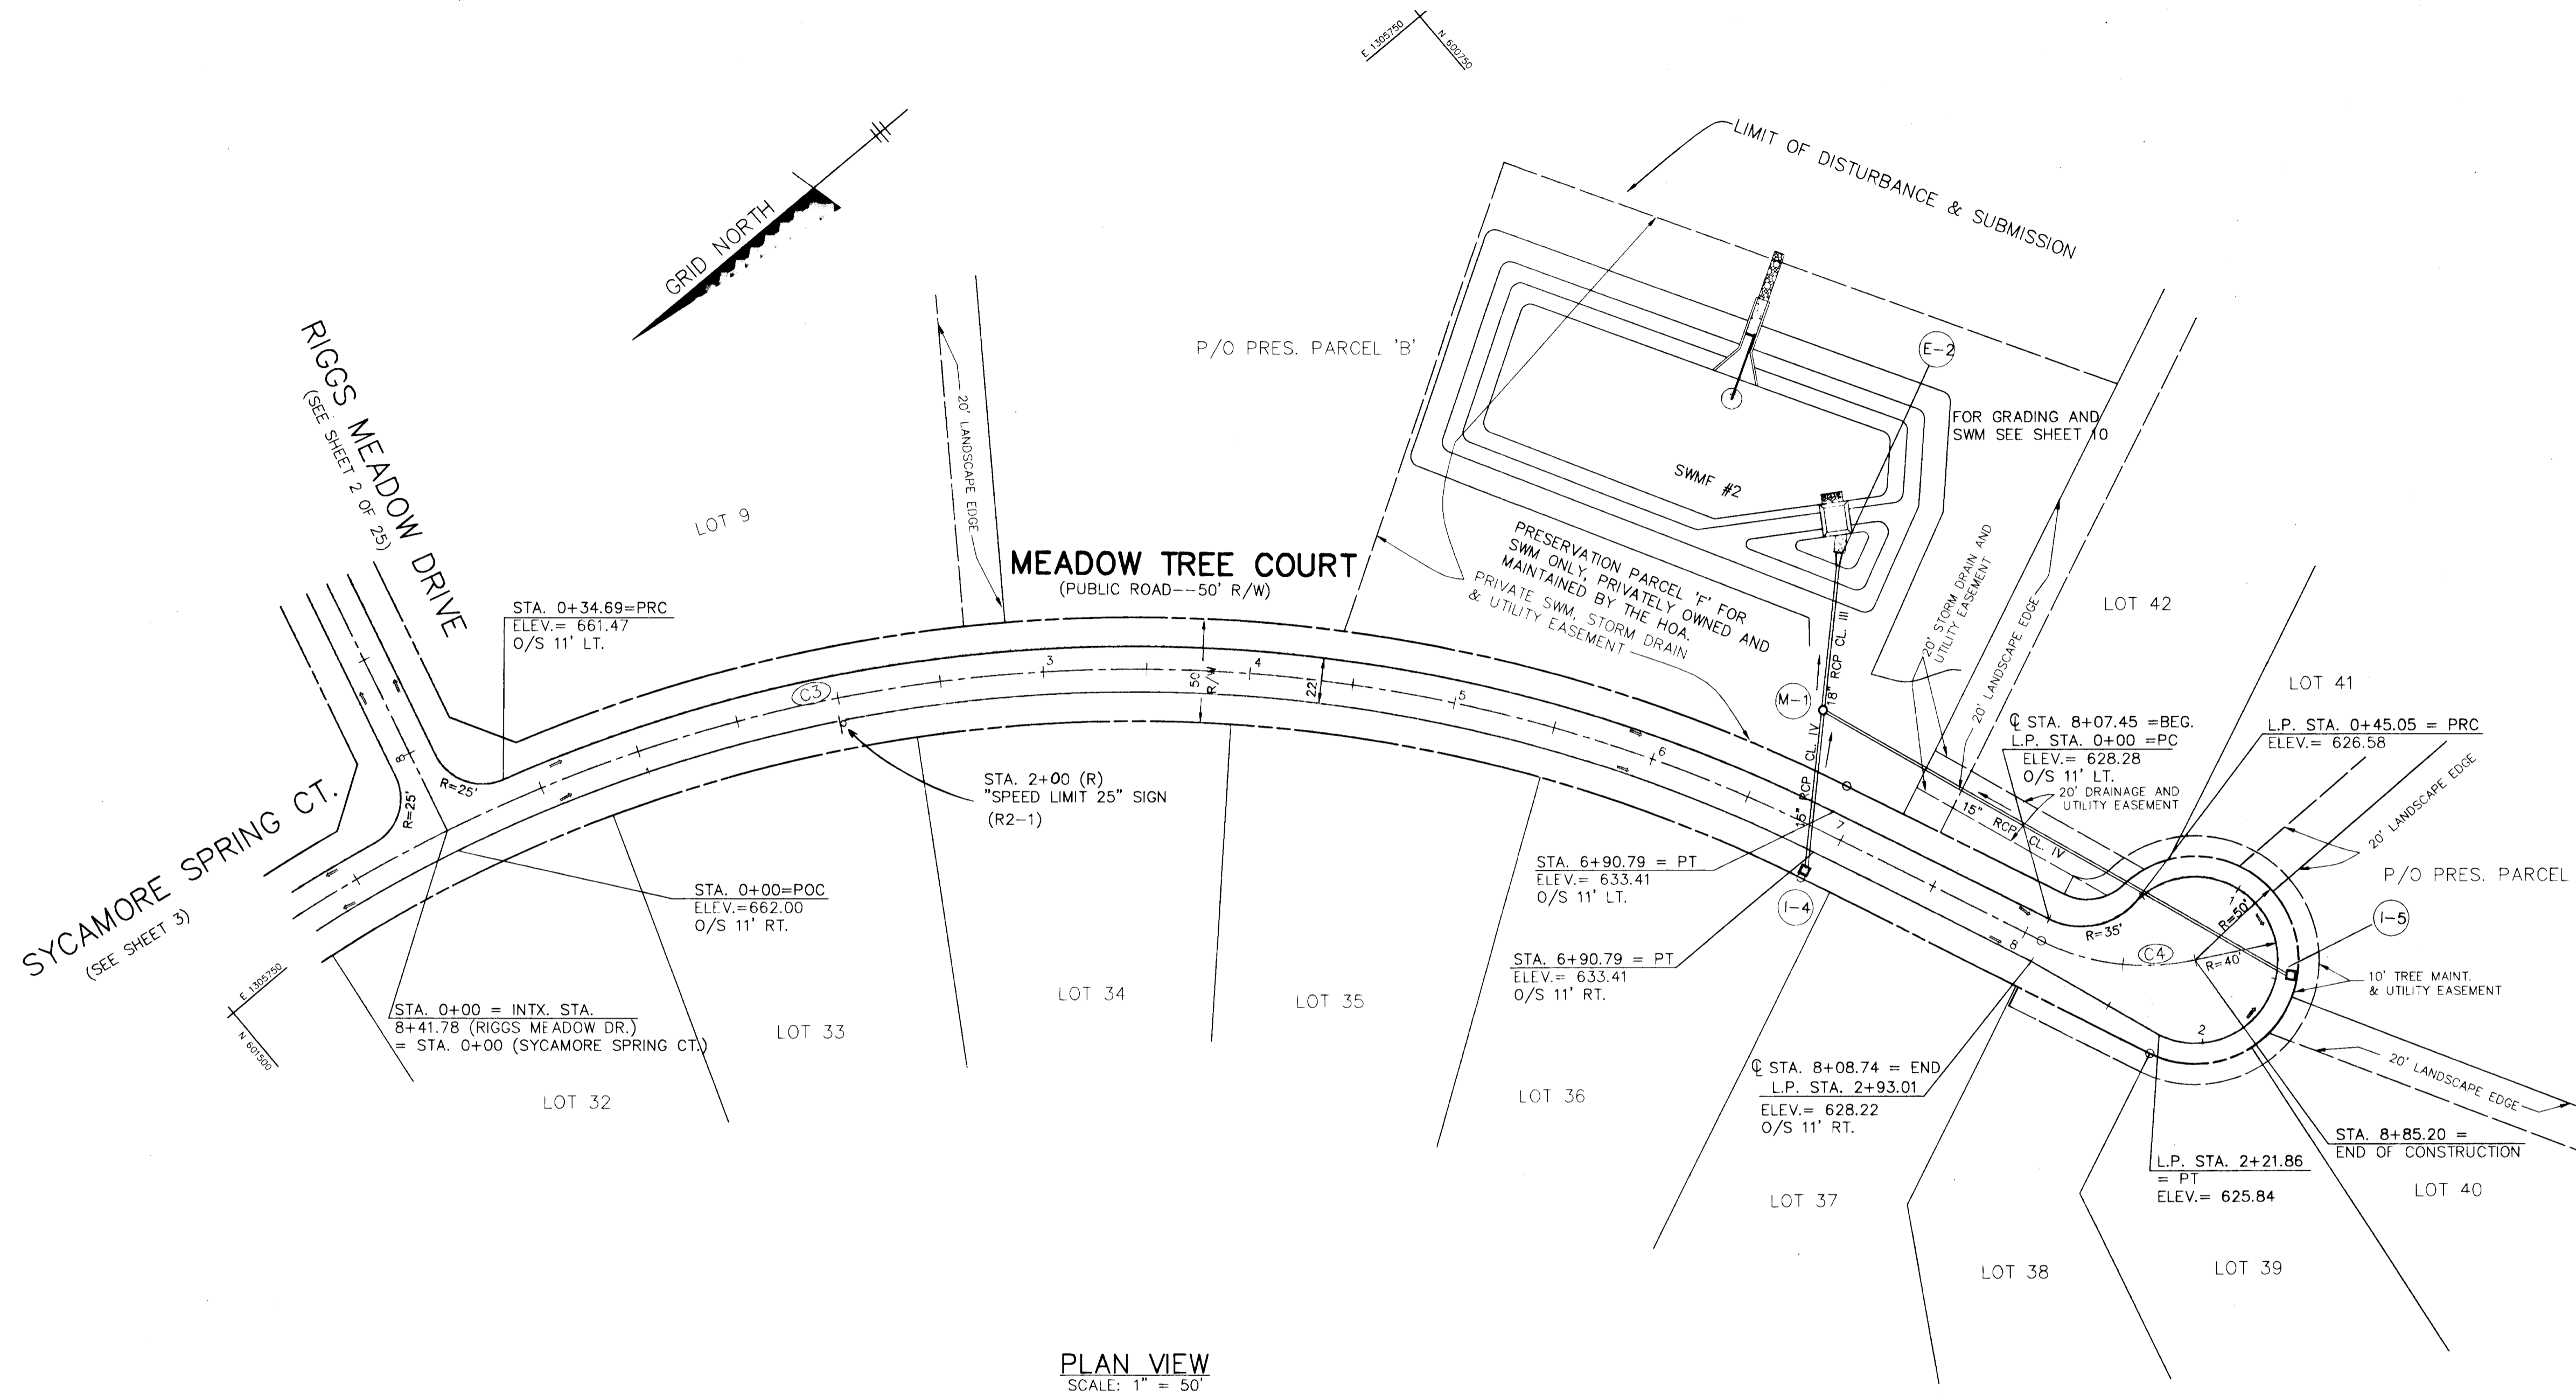 E 1305750
N 600750
LIMIT OF DISTURBANCE & SUBMISSION
GRID NORTH
RIGGS MEADOW DRIVE
(SEE SHEET 2 OF 25)
P/O PRES. PARCEL 'B'
E-2
20' LANDSCAPE EDGE
FOR GRADING AND
SWM SEE SHEET 10
SWMF #2
LOT 9
MEADOW TREE COURT
(PUBLIC ROAD--50' R/W)
PRESERVATION PARCEL 'F' FOR
SWM ONLY, PRIVATELY OWNED AND
MAINTAINED BY THE HOA.
PRIVATE SWM, STORM DRAIN
& UTILITY EASEMENT
20' STORM DRAIN AND
UTILITY EASEMENT
20' LANDSCAPE EDGE
LOT 42
STA. 0+34.69=PRC
ELEV.= 661.47
O/S 11' LT.
18" RCP CL. III
M-1
LOT 41
C3
3
4
50'
R/W
22'
5
6
7
8
℄ STA. 8+07.45 =BEG.
L.P. STA. 0+00 =PC
ELEV.= 628.28
O/S 11' LT.
20' DRAINAGE AND
UTILITY EASEMENT
L.P. STA. 0+45.05 = PRC
ELEV.= 626.58
20' LANDSCAPE EDGE
8
R=25'
R=25'
1
STA. 2+00 (R)
"SPEED LIMIT 25" SIGN
(R2-1)
15" RCP CL. IV
15" RCP CL. IV
SYCAMORE SPRING CT.
(SEE SHEET 3)
STA. 6+90.79 = PT
ELEV.= 633.41
O/S 11' LT.
P/O PRES. PARCEL
STA. 0+00=POC
ELEV.=662.00
O/S 11' RT.
I-4
I-5
R=50'
1
R=35'
C4
R=40'
STA. 6+90.79 = PT
ELEV.= 633.41
O/S 11' RT.
10' TREE MAINT.
& UTILITY EASEMENT
E 1305750
N 601500
LOT 34
LOT 35
STA. 0+00 = INTX. STA.
8+41.78 (RIGGS MEADOW DR.)
= STA. 0+00 (SYCAMORE SPRING CT.)
LOT 33
2
℄ STA. 8+08.74 = END
L.P. STA. 2+93.01
ELEV.= 628.22
O/S 11' RT.
20' LANDSCAPE EDGE
LOT 36
LOT 32
STA. 8+85.20 =
END OF CONSTRUCTION
L.P. STA. 2+21.86
= PT
ELEV.= 625.84
LOT 40
LOT 37
LOT 38
LOT 39
PLAN VIEW
SCALE: 1" = 50'